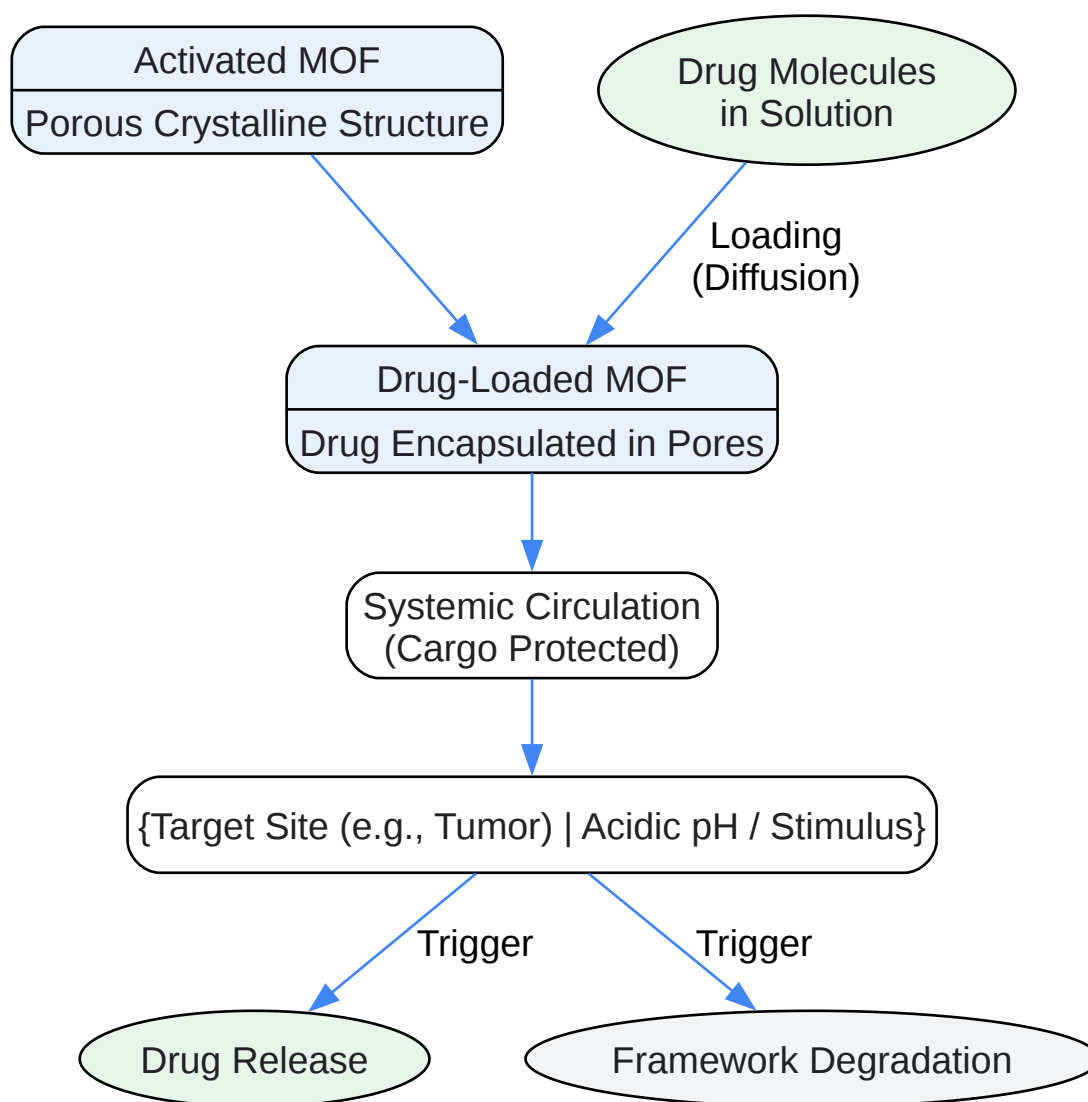 Activated MOF
Porous Crystalline Structure
Drug Molecules
in Solution
Loading
(Diffusion)
Drug-Loaded MOF
Drug Encapsulated in Pores
Systemic Circulation
(Cargo Protected)
{Target Site (e.g., Tumor) | Acidic pH / Stimulus}
Trigger
Trigger
Drug Release
Framework Degradation